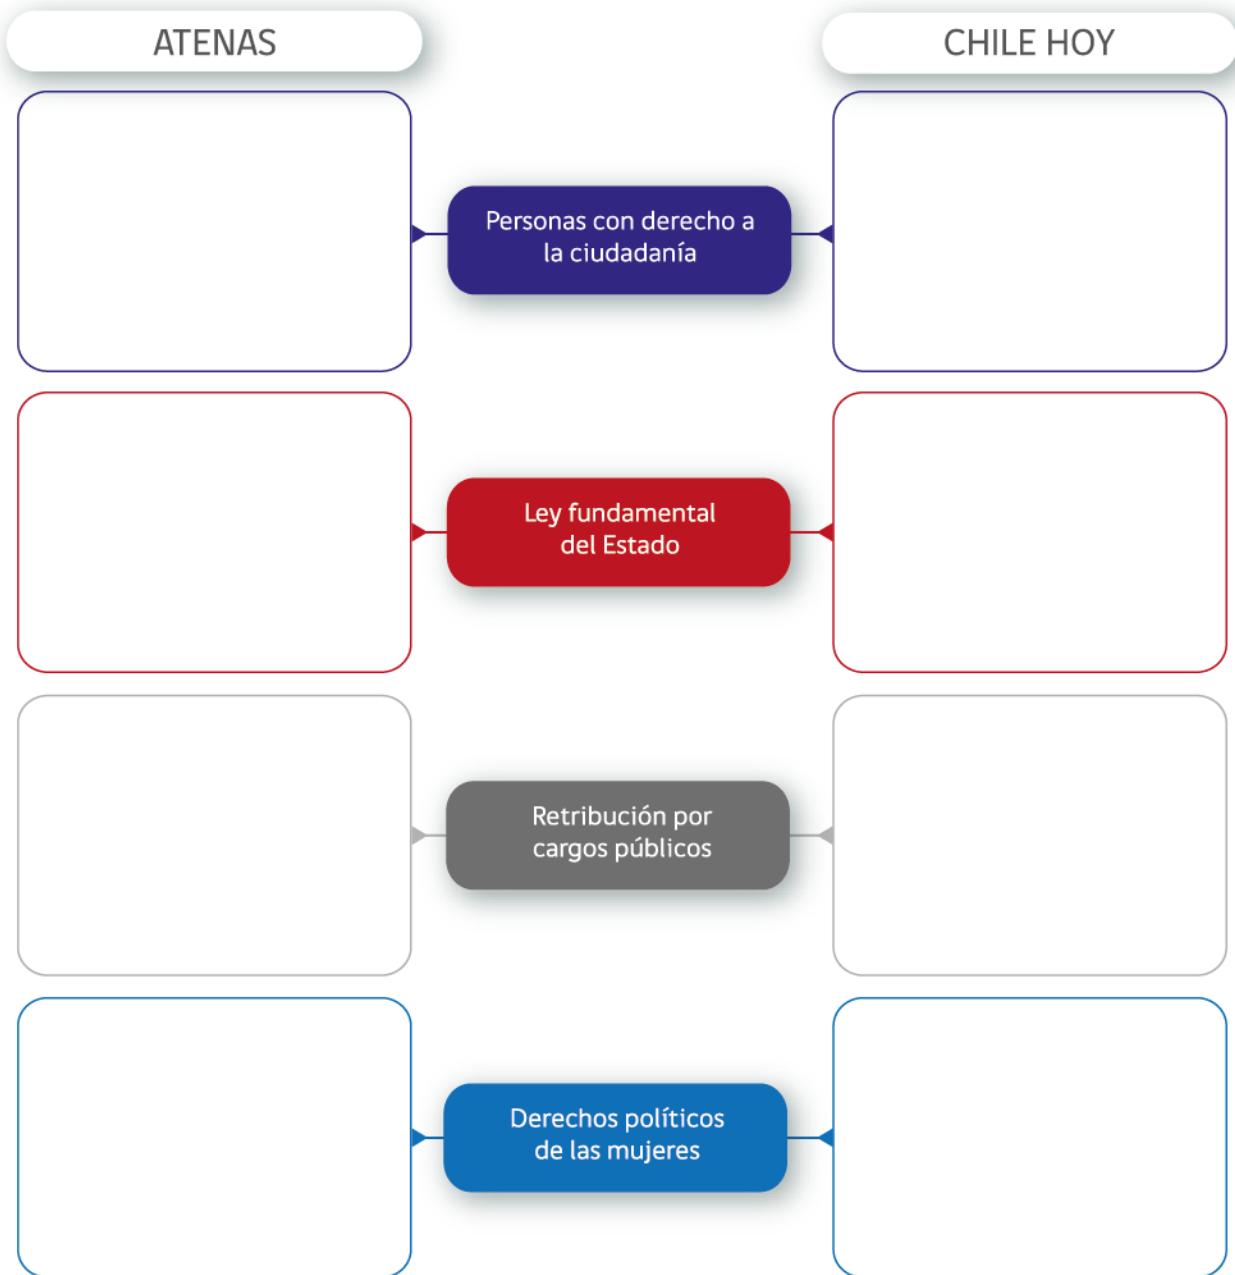 ATENAS
CHILE HOY
Personas con derecho a
la ciudadanía
Ley fundamental
del Estado
Retribución por
cargos públicos
Derechos políticos
de las mujeres